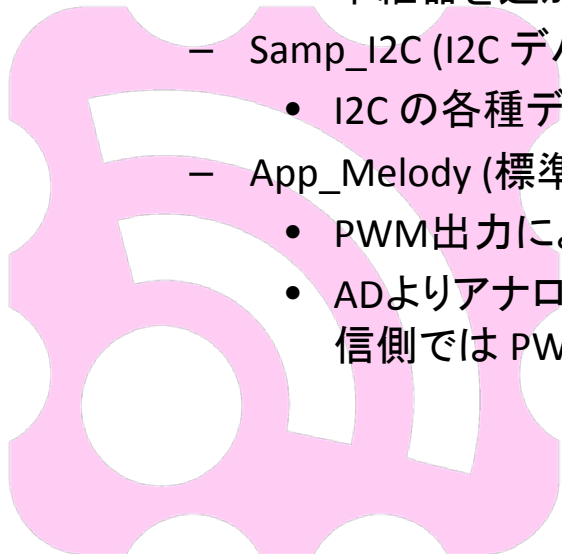 – Samp_I2C (I2C デ
• I2C の各種デ
– App_Melody (標準
• PWM出力によ
• ADよりアナロ
信側では PW